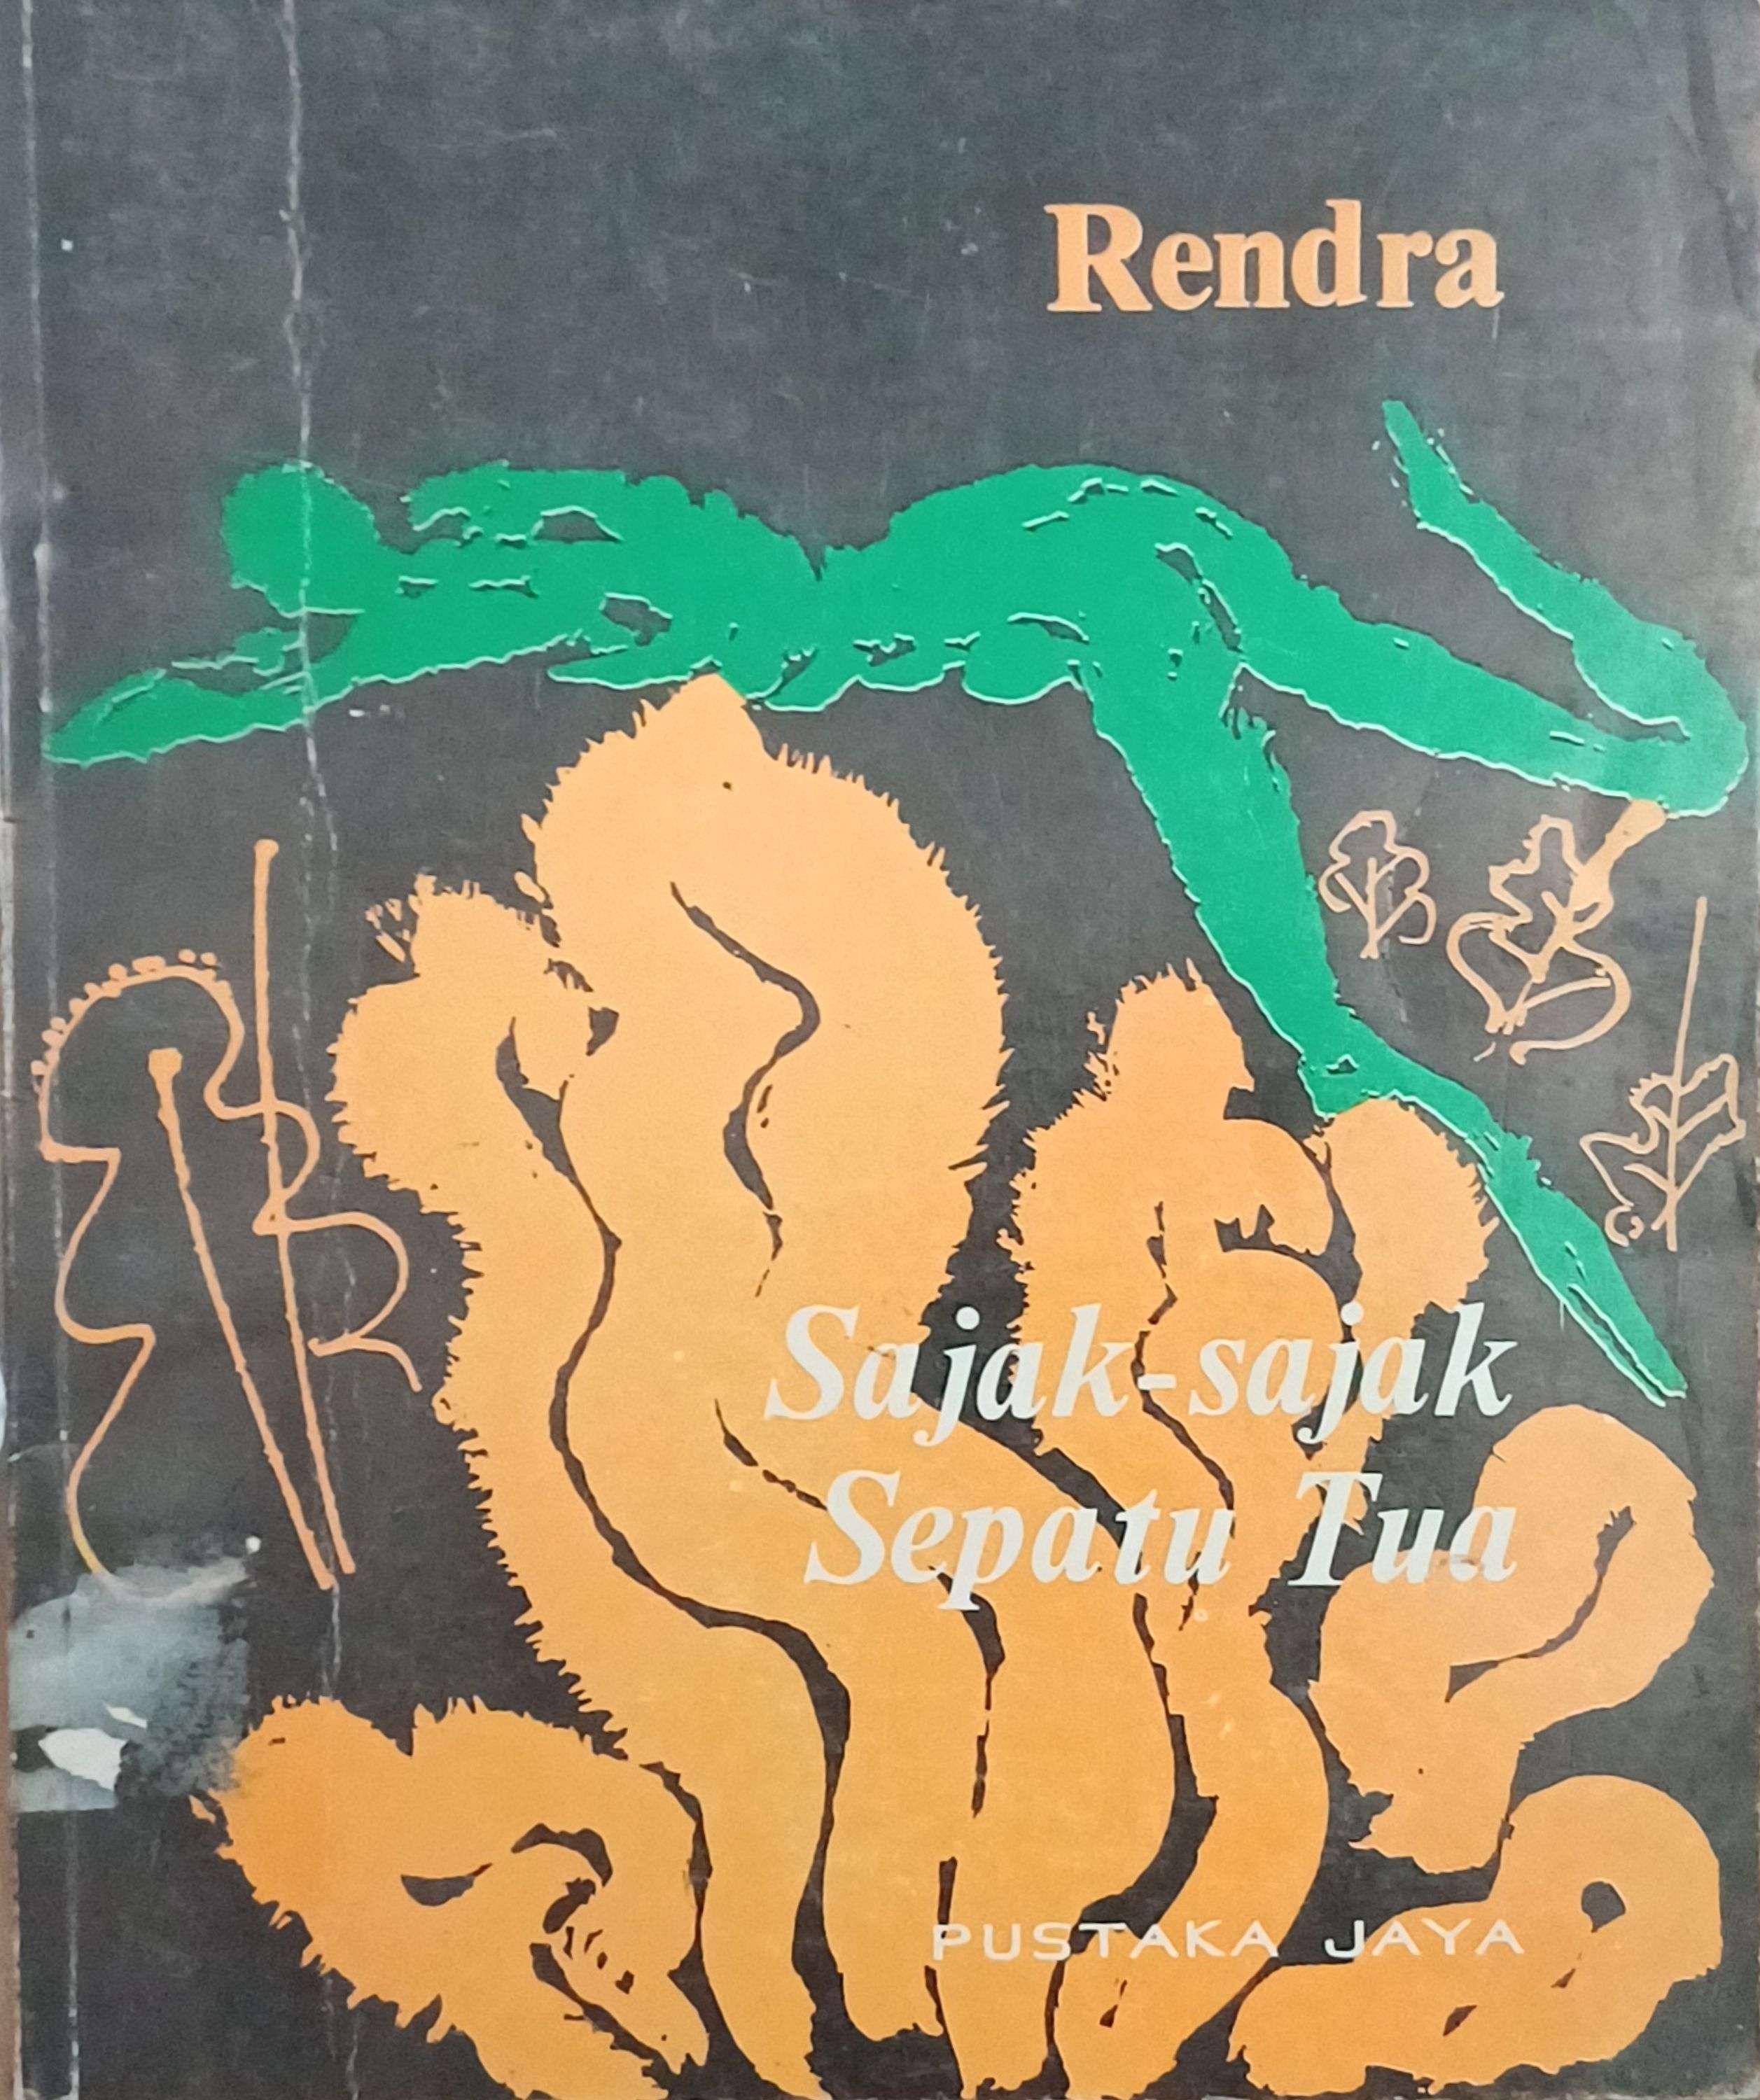 Rendra
Sajak-sajak
Sepatu Tua
PUSTAKA JAYA